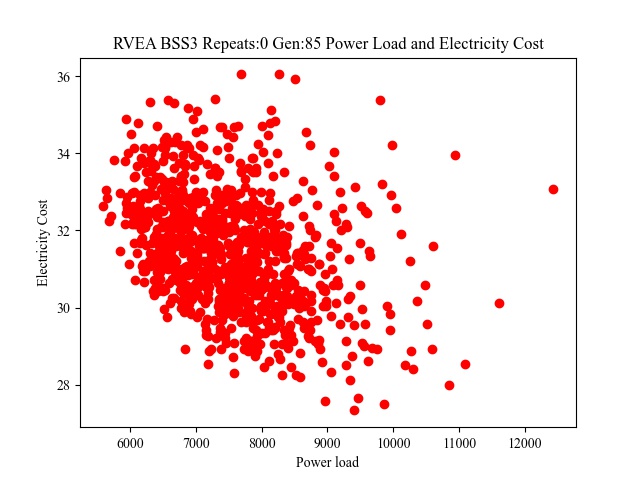 RVEA BSS3 Repeats:0 Gen:85 Power Load and Electricity Cost
36
34
32
30
28
Electricity Cost
6000 7000 8000 9000 10000 11000 12000
Power load